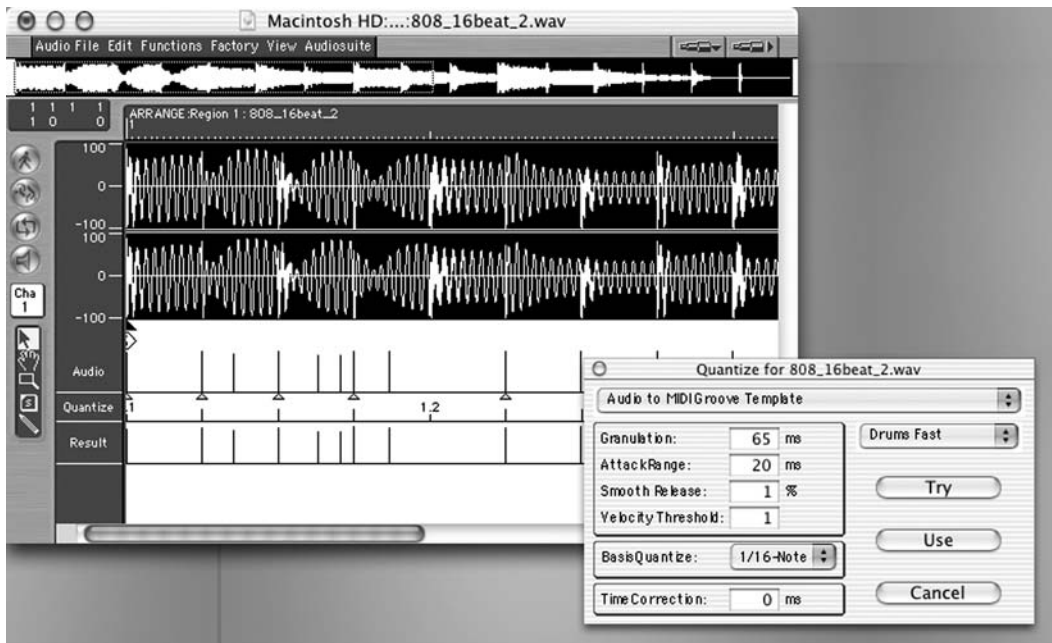 Macintosh HD:...:808_16beat_2.wav
Audio File Edit Functions Factory View Audiosuite
1 1 1 1
1 0 0
ARRANGE:Region 1 : 808_16beat_2
1
100
0
-100
100
0
-100
Cha
1
Audio
Quantize
1
1.2
Result
Quantize for 808_16beat_2.wav
Audio to MIDI Groove Template
Granulation: 65 ms
Drums Fast
AttackRange: 20 ms
Smooth Release: 1 %
Try
Velocity Threshold: 1
Use
BasisQuantize: 1/16-Note
TimeCorrection: 0 ms
Cancel